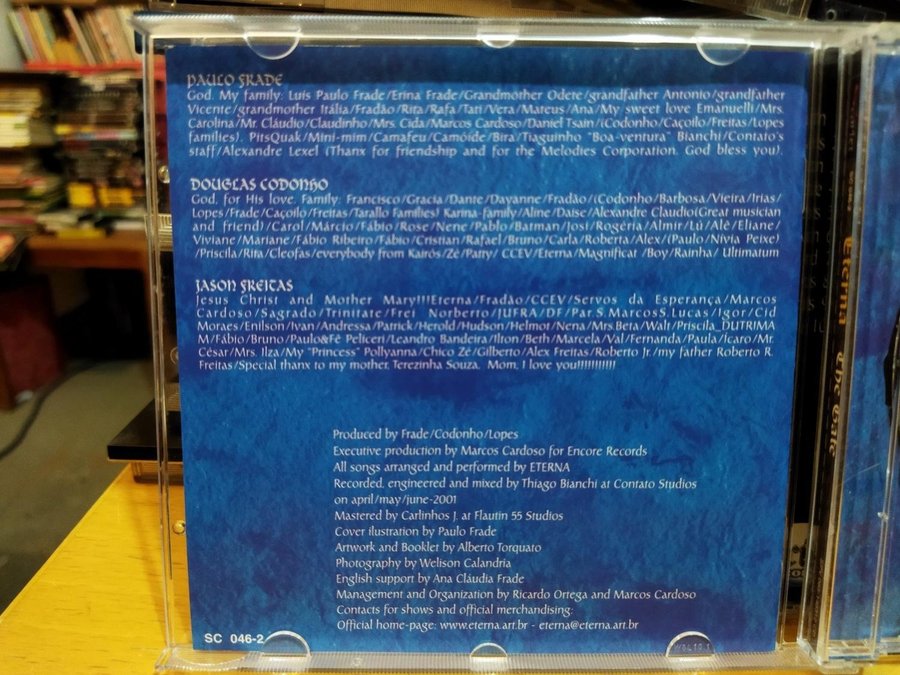 PAULO FRADE
God. My family: Luís Paulo Frade/Erina Frade/Grandmother Odete/grandfather Antonio/grandfather
Vicente/grandmother Itália/Fradão/Rita/Rafa/Tati/Vera/Mateus/Ana/My sweet love Emanuelli/Mrs.
Carolina/Mr. Cláudio/Claudinho/Mrs. Cida/Marcos Cardoso/Daniel Tsain/(Codonho/Caçoilo/Freitas/Lopes
families). PitsQuak/Mini-mim/Camafeu/Camóide/Bira/Tiaguinho "Boa-ventura" Bianchi/Contato's
staff/Alexandre Lexel (Thanx for friendship and for the Melodies Corporation. God bless you).
DOUGLAS CODONHO
God, for His love. Family: Francisco/Gracia/Dante/Dayanne/Fradão/(Codonho/Barbosa/Vieira/Irias/
Lopes/Frade/Caçoilo/Freitas/Tarallo Families) Karina-family/Aline/Daise/Alexandre Claudio(Great musician
and friend)/Carol/Márcio/Fábio/Rose/Nene/Pablo/Batman/José/Rogéria/Almir/Lú/Alê/Eliane/
Viviane/Mariane/Fábio Ribeiro/Fábio/Cristian/Rafael/Bruno/Carla/Roberta/Alex/(Paulo/Nívia Peixe)
/Priscila/Rita/Cleofas/everybody from Kairós/Zé/Patty/ CCEV/Eterna/Magnificat/Boy/Rainha/ Ultimatum
JASON FREITAS
Jesus Christ and Mother Mary!!!Eterna/Fradão/CCEV/Servos da Esperança/Marcos
Cardoso/Sagrado/Trinitate/Frei Norberto/JUFRA/DF/Par.S.MarcosS.Lucas/Igor/Cid
Moraes/Enilson/Ivan/Andressa/Patrick/Herold/Hudson/Helmot/Nena/Mrs.Beta/Walt/Priscila_DUTRIMA
M/Fábio/Bruno/Paulo&Fê Peliceri/Leandro Bandeira/Ilton/Beth/Marcela/Val/Fernanda/Paula/Ícaro/Mr.
César/Mrs. Ilza/My "Princess" Pollyanna/Chico Zé/Gilberto/Alex Freitas/Roberto Jr./my father Roberto R.
Freitas/Special thanx to my mother, Terezinha Souza. Mom, I love you!!!!!!!!!!!
Produced by Frade/Codonho/Lopes
Executive production by Marcos Cardoso for Encore Records
All songs arranged and performed by ETERNA
Recorded, engineered and mixed by Thiago Bianchi at Contato Studios
on april/may/june-2001
Mastered by Carlinhos J. at Flautin 55 Studios
Cover ilustration by Paulo Frade
Artwork and Booklet by Alberto Torquato
Photography by Welison Calandria
English support by Ana Cláudia Frade
Management and Organization by Ricardo Ortega and Marcos Cardoso
Contacts for shows and official merchandising:
Official home-page: www.eterna.art.br - eterna@eterna.art.br
SC 046-2
Eterna The Gate